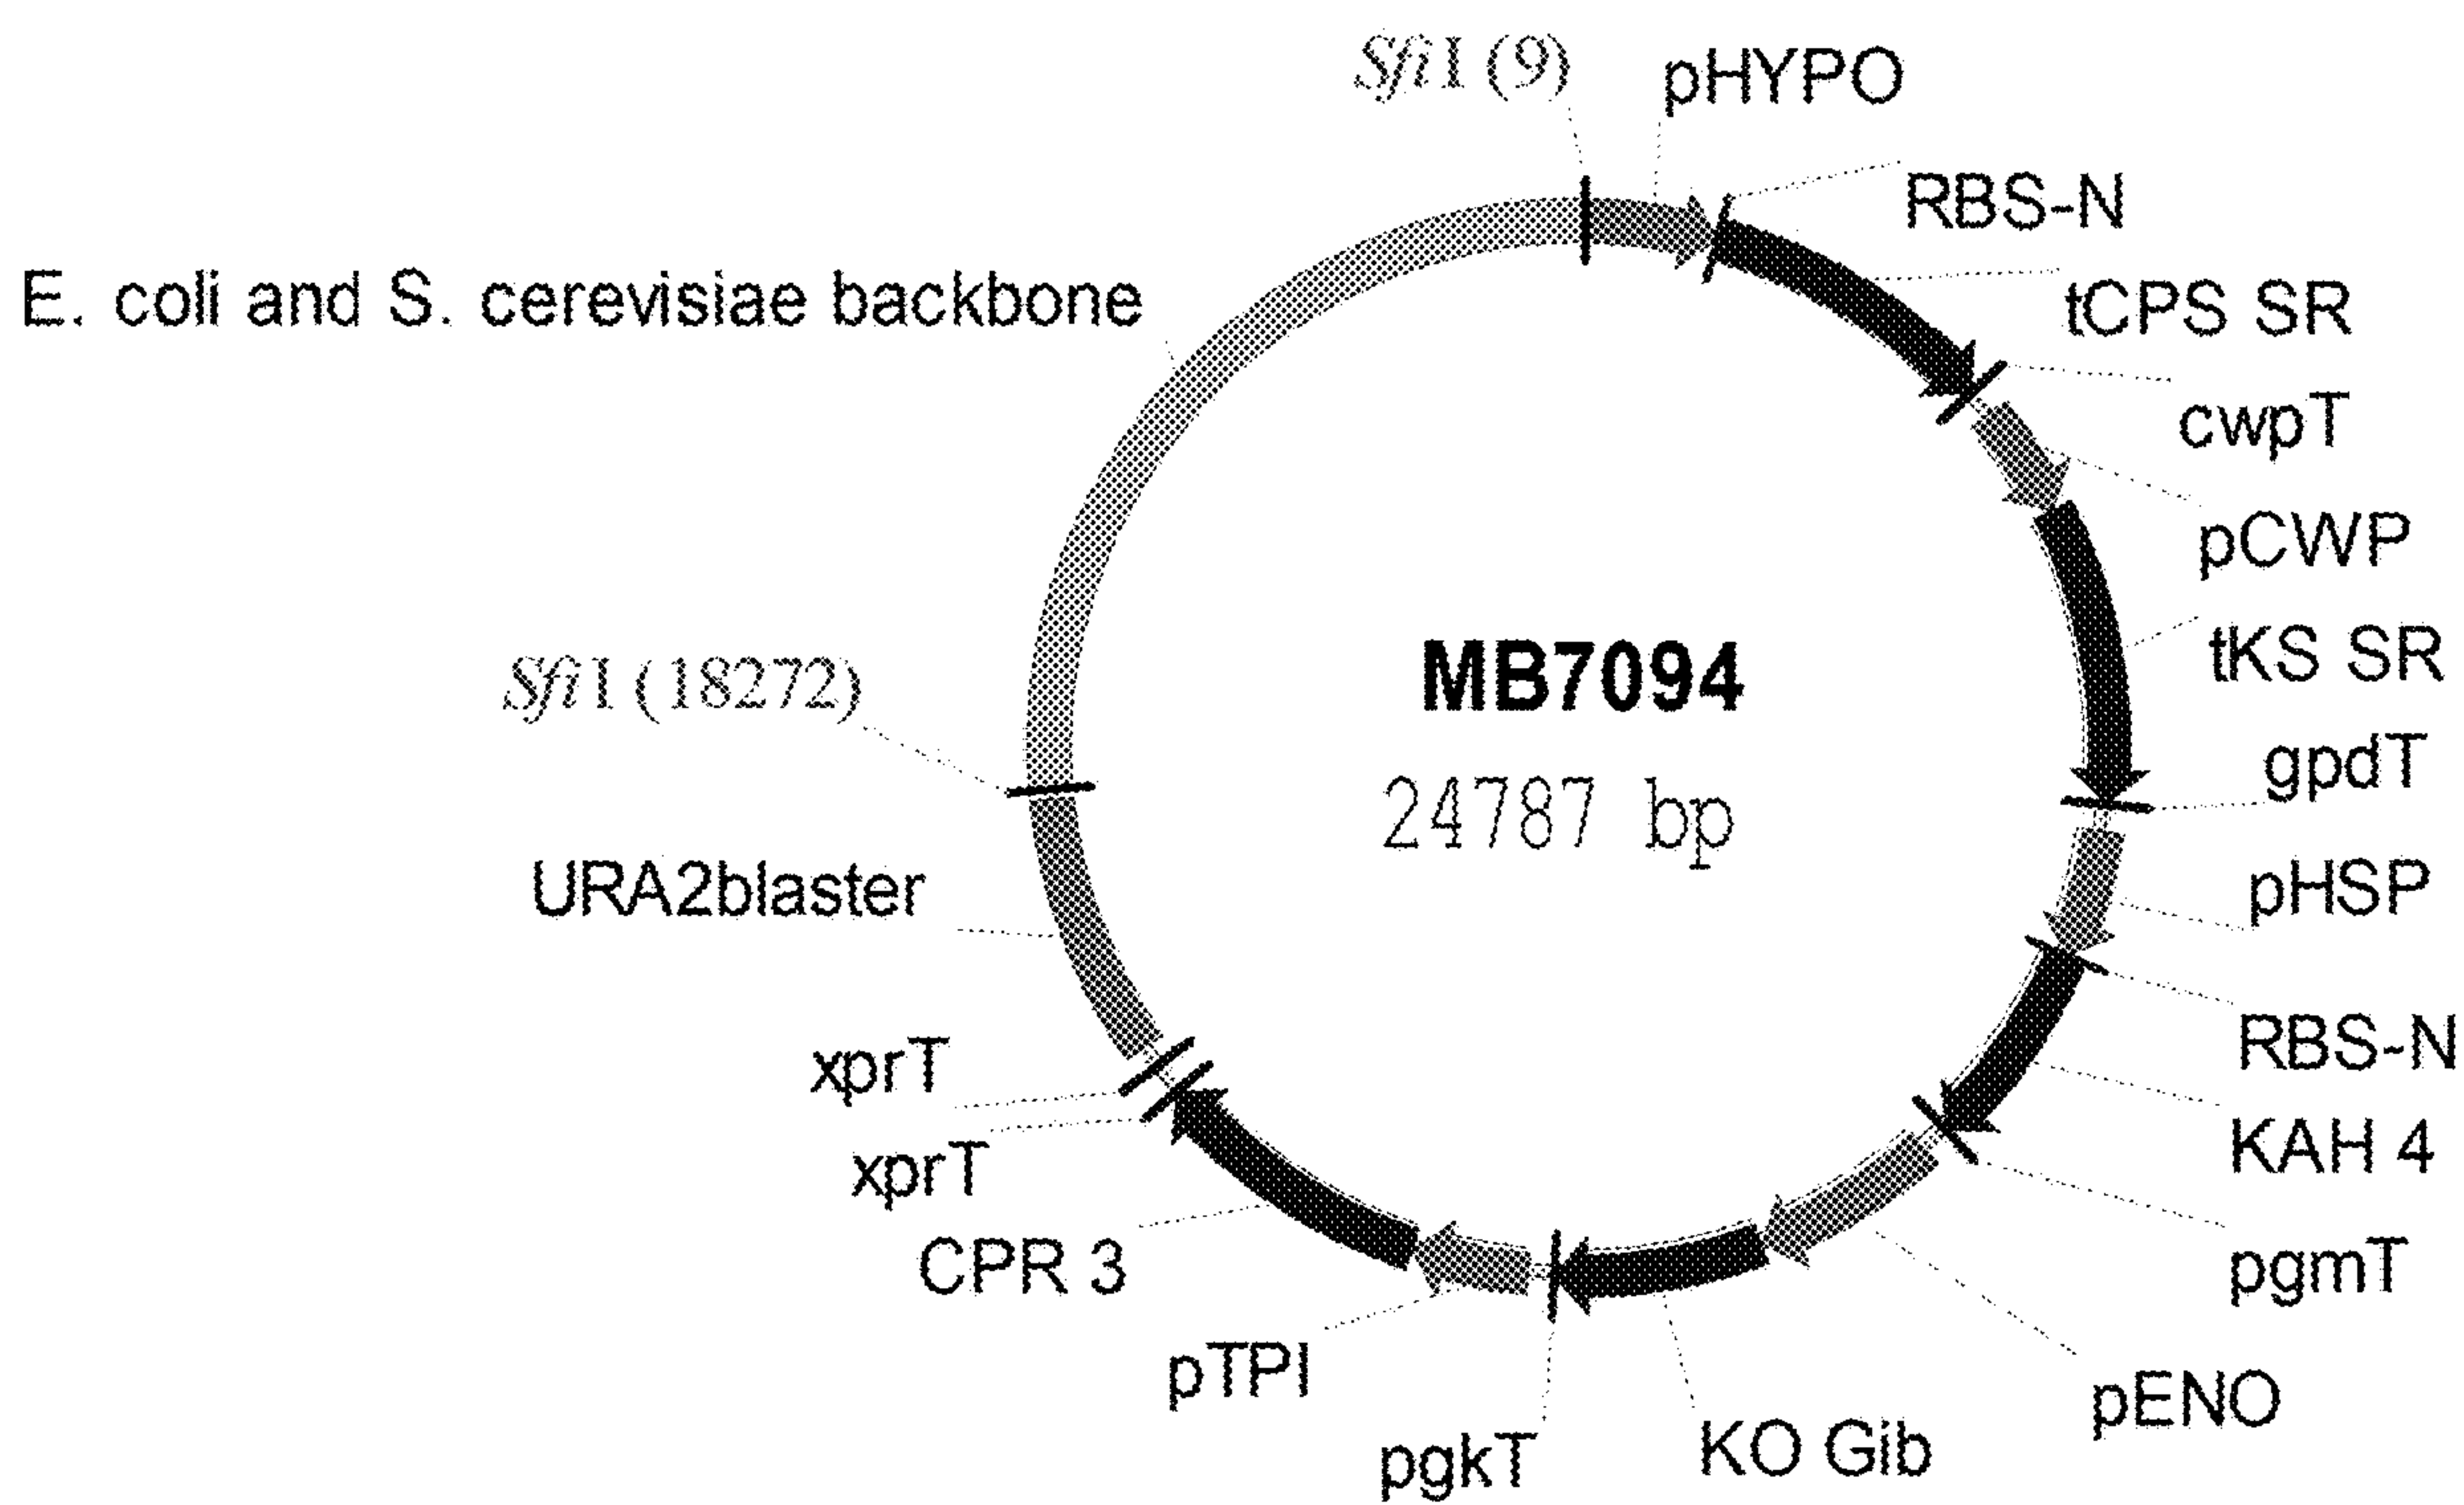 SfiI (9)
pHYPO
RBS-N
tCPS SR
cwpT
pCWP
tKS SR
gpdT
pHSP
RBS-N
KAH 4
pgmT
pENO
KO Gib
pgkT
pTPI
CPR 3
xprT
xprT
URA2blaster
SfiI (18272)
E. coli and S. cerevisiae backbone
MB7094
24787 bp